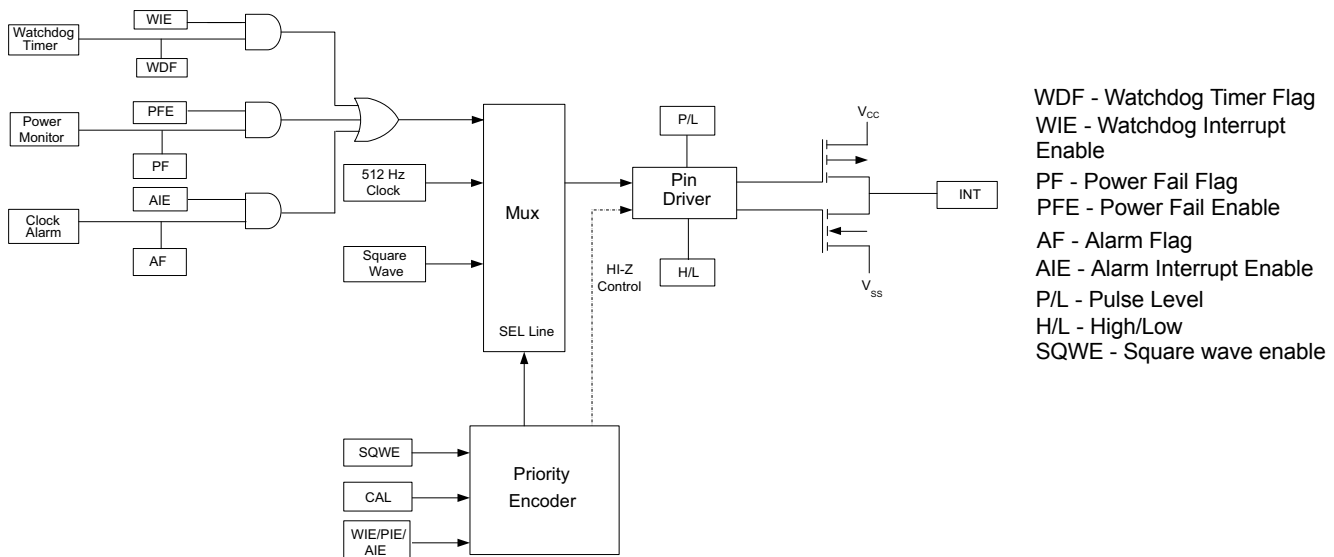 WIE
Watchdog
Timer
WDF
PFE
Power
Monitor
PF
AIE
Clock
Alarm
AF
512 Hz
Clock
Square
Wave
Mux
SEL Line
SQWE
CAL
WIE/PIE/
AIE
Priority
Encoder
HI-Z
Control
P/L
Pin
Driver
H/L
VCC
INT
VSS
WDF - Watchdog Timer Flag
WIE - Watchdog Interrupt
Enable
PF - Power Fail Flag
PFE - Power Fail Enable
AF - Alarm Flag
AIE - Alarm Interrupt Enable
P/L - Pulse Level
H/L - High/Low
SQWE - Square wave enable